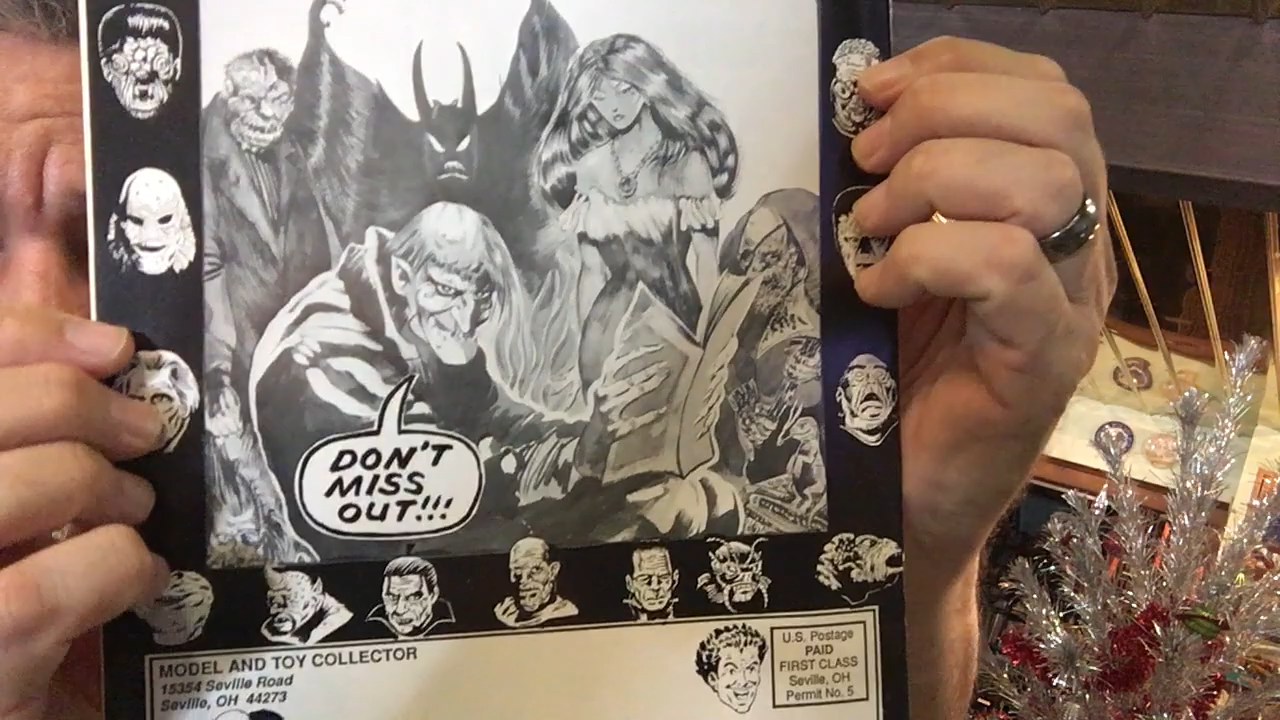 DON'T
MISS
OUT!!!
MODEL AND TOY COLLECTOR
15354 Seville Road
Seville, OH 44273
U.S. Postage
PAID
FIRST CLASS
Seville, OH
Permit No. 5